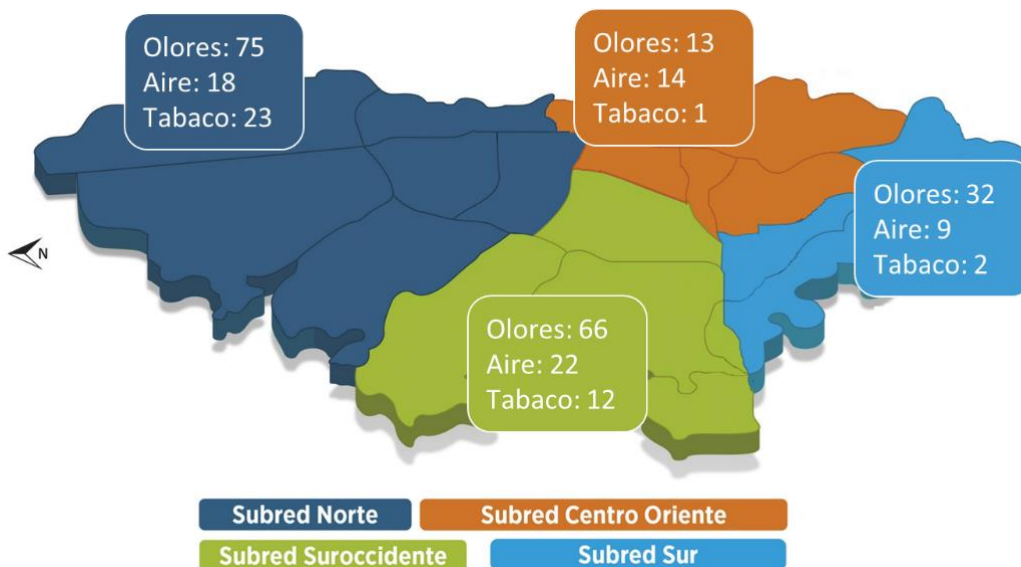 Olores: 75
Aire: 18
Tabaco: 23
Olores: 13
Aire: 14
Tabaco: 1
Olores: 32
Aire: 9
Tabaco: 2
N
Olores: 66
Aire: 22
Tabaco: 12
Subred Norte
Subred Centro Oriente
Subred Suroccidente
Subred Sur